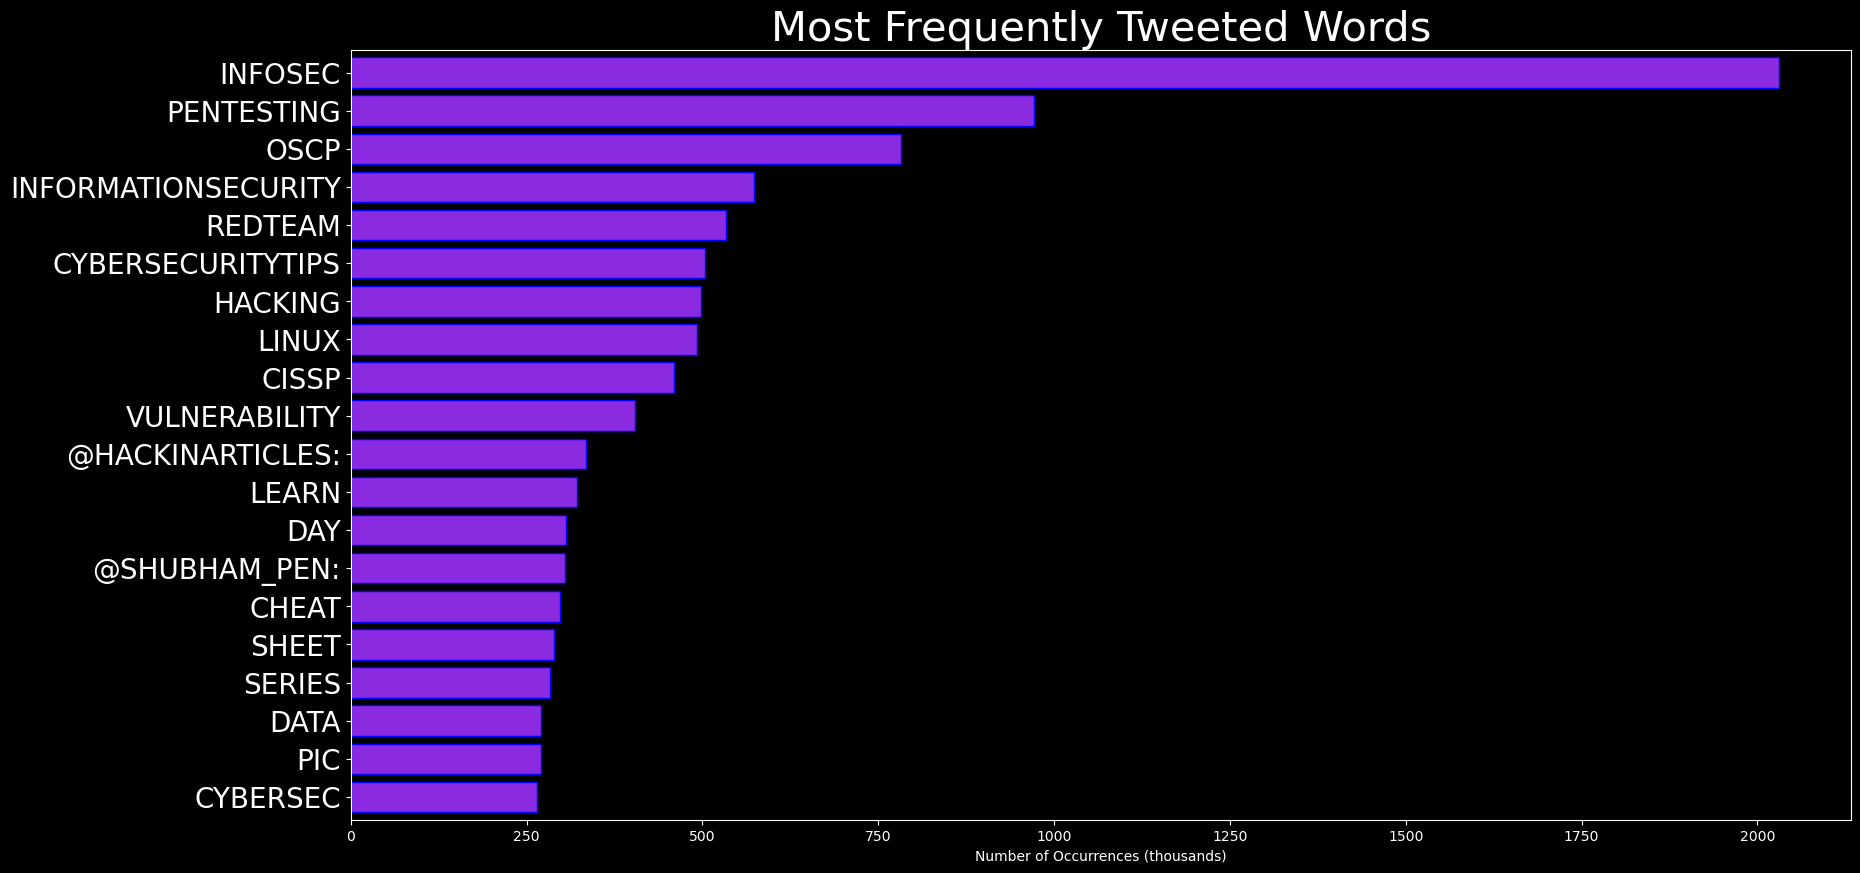 Most Frequently Tweeted Words
INFOSEC
PENTESTING
OSCP
INFORMATIONSECURITY
REDTEAM
CYBERSECURITYTIPS
HACKING
LINUX
CISSP
VULNERABILITY
@HACKINARTICLES:
LEARN
DAY
@SHUBHAM_PEN:
CHEAT
SHEET
SERIES
DATA
PIC
CYBERSEC
0 250 500 750 1000 1250 1500 1750 2000
Number of Occurrences (thousands)